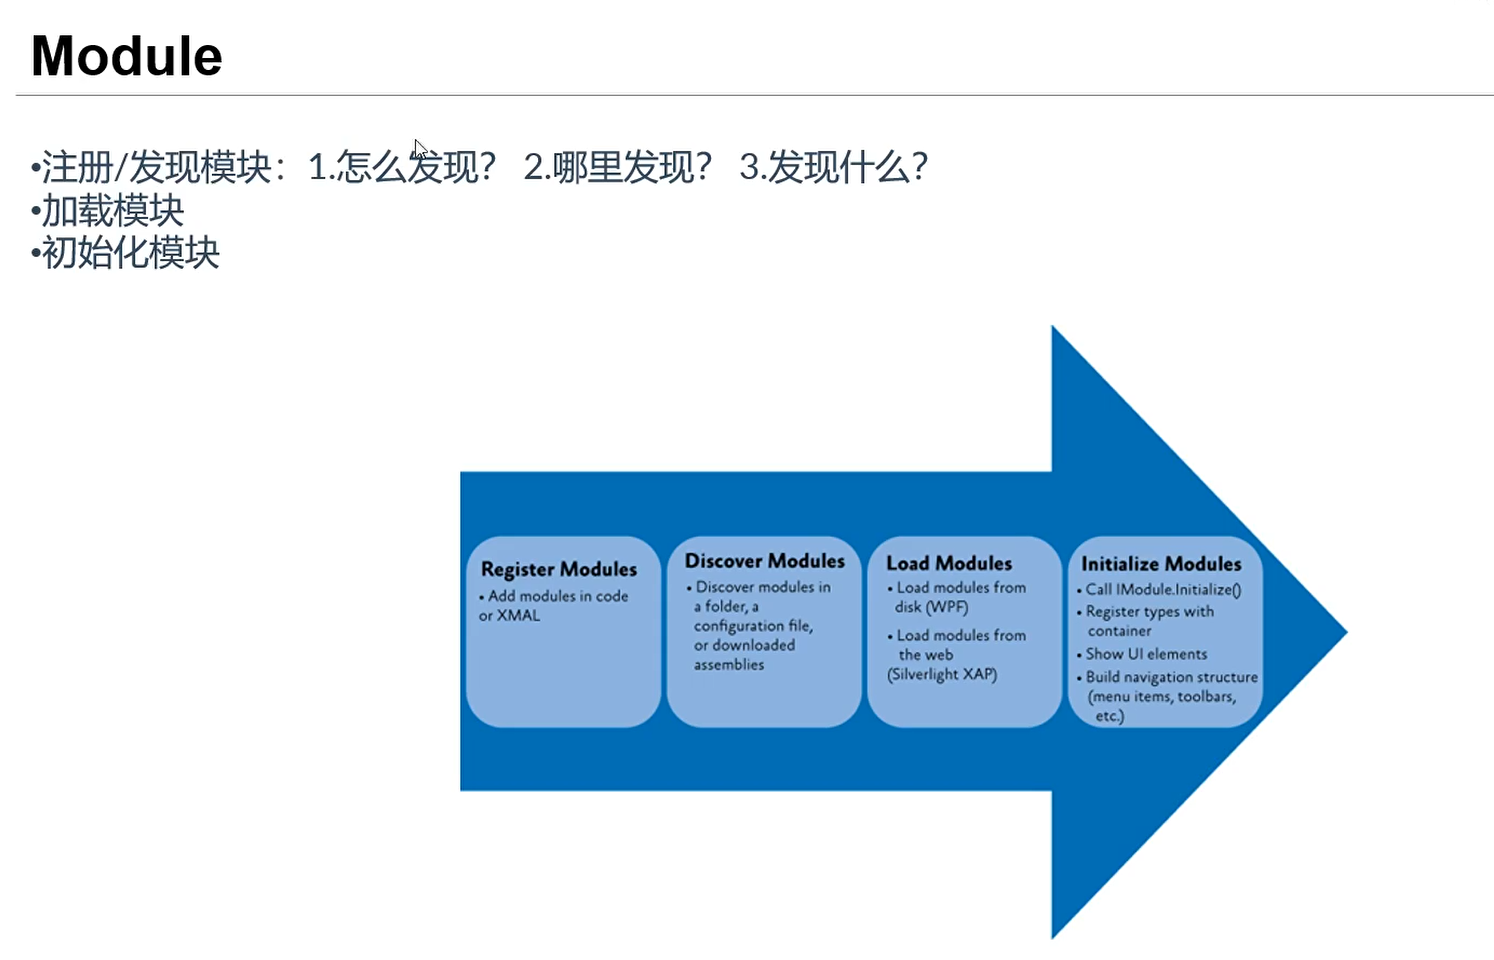 Module
•注册/发现模块：1.怎么发现？ 2.哪里发现？ 3.发现什么？
•加载模块
•初始化模块
Register Modules
• Add modules in code
or XMAL
Discover Modules
• Discover modules in
a folder, a
configuration file,
or downloaded
assemblies
Load Modules
• Load modules from
disk (WPF)
• Load modules from
the web
(Silverlight XAP)
Initialize Modules
• Call IModule.Initialize()
• Register types with
container
• Show UI elements
• Build navigation structure
(menu items, toolbars,
etc.)